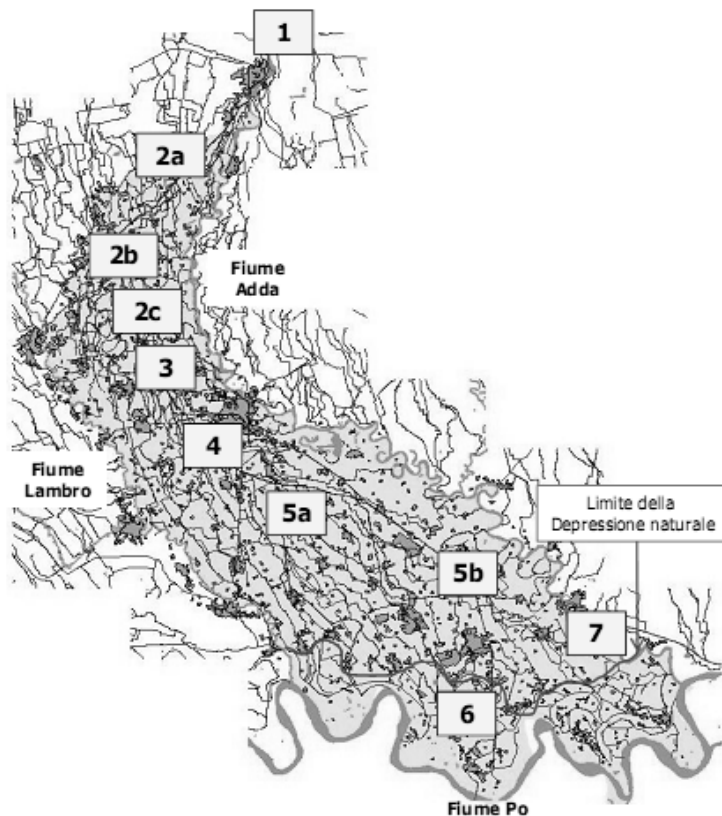 1
2a
2b
Fiume
Adda
2c
3
4
Fiume
Lambro
5a
Limite della
Depressione naturale
5b
7
6
Fiume Po